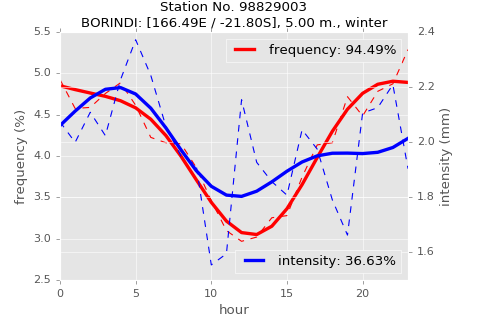 Station No. 98829003
BORINDI: [166.49E / -21.80S], 5.00 m., winter
frequency: 94.49%
intensity: 36.63%
frequency (%)
5.5
5.0
4.5
4.0
3.5
3.0
2.5
intensity (mm)
2.4
2.2
2.0
1.8
1.6
0
5
10
15
20
hour